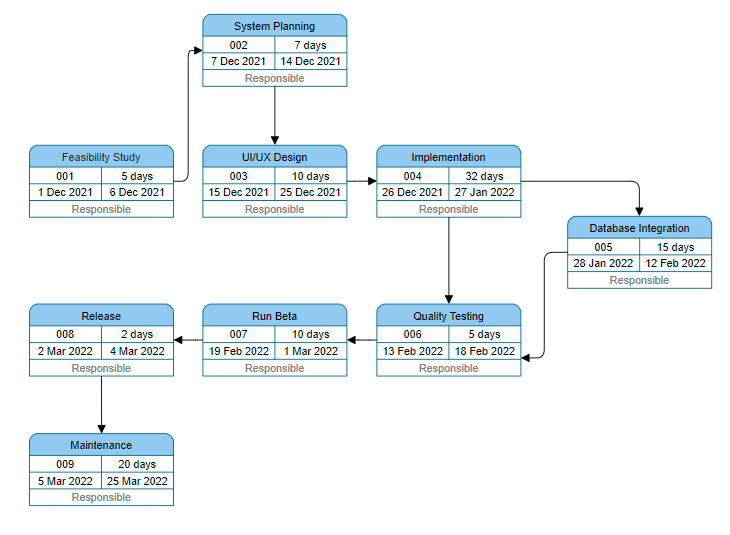 System Planning
002 7 days
7 Dec 2021 14 Dec 2021
Responsible
Feasibility Study
001 5 days
1 Dec 2021 6 Dec 2021
Responsible
UI/UX Design
003 10 days
15 Dec 2021 25 Dec 2021
Responsible
Implementation
004 32 days
26 Dec 2021 27 Jan 2022
Responsible
Database Integration
005 15 days
28 Jan 2022 12 Feb 2022
Responsible
Release
008 2 days
2 Mar 2022 4 Mar 2022
Responsible
Run Beta
007 10 days
19 Feb 2022 1 Mar 2022
Responsible
Quality Testing
006 5 days
13 Feb 2022 18 Feb 2022
Responsible
Maintenance
009 20 days
5 Mar 2022 25 Mar 2022
Responsible